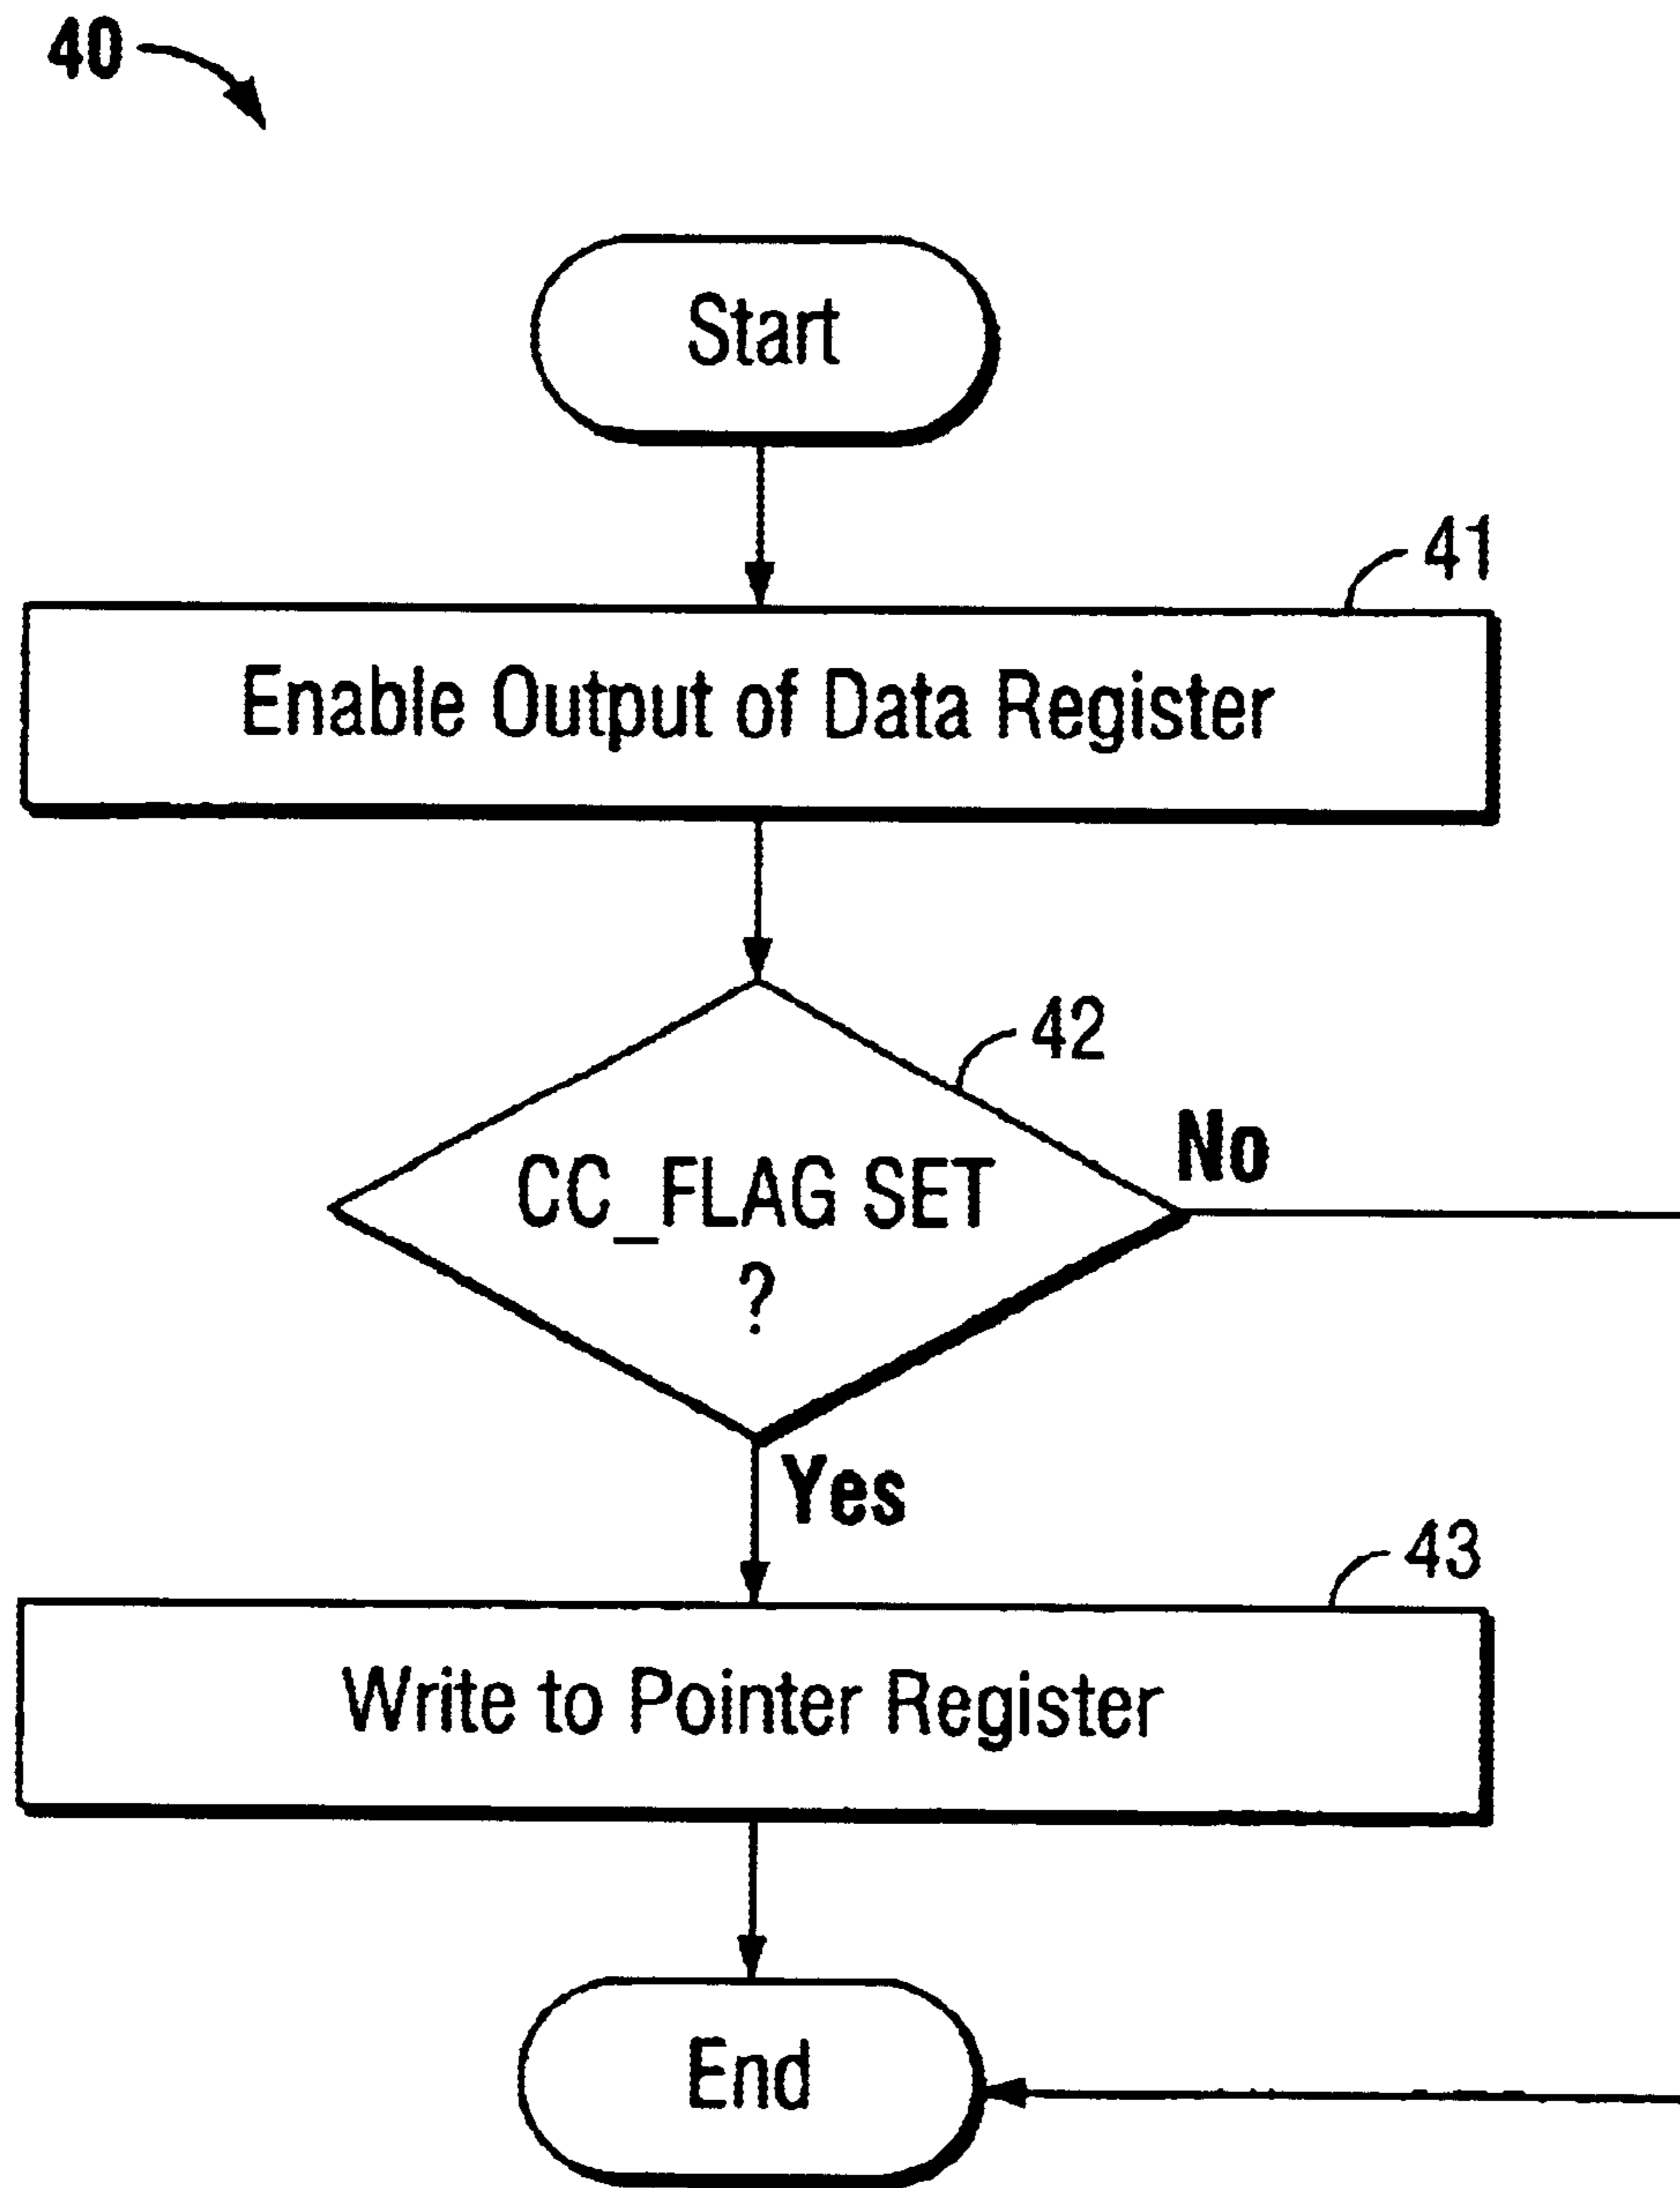 40
Start
41
Enable Output of Data Register
42
No
CC_FLAG SET
?
Yes
43
Write to Pointer Register
End